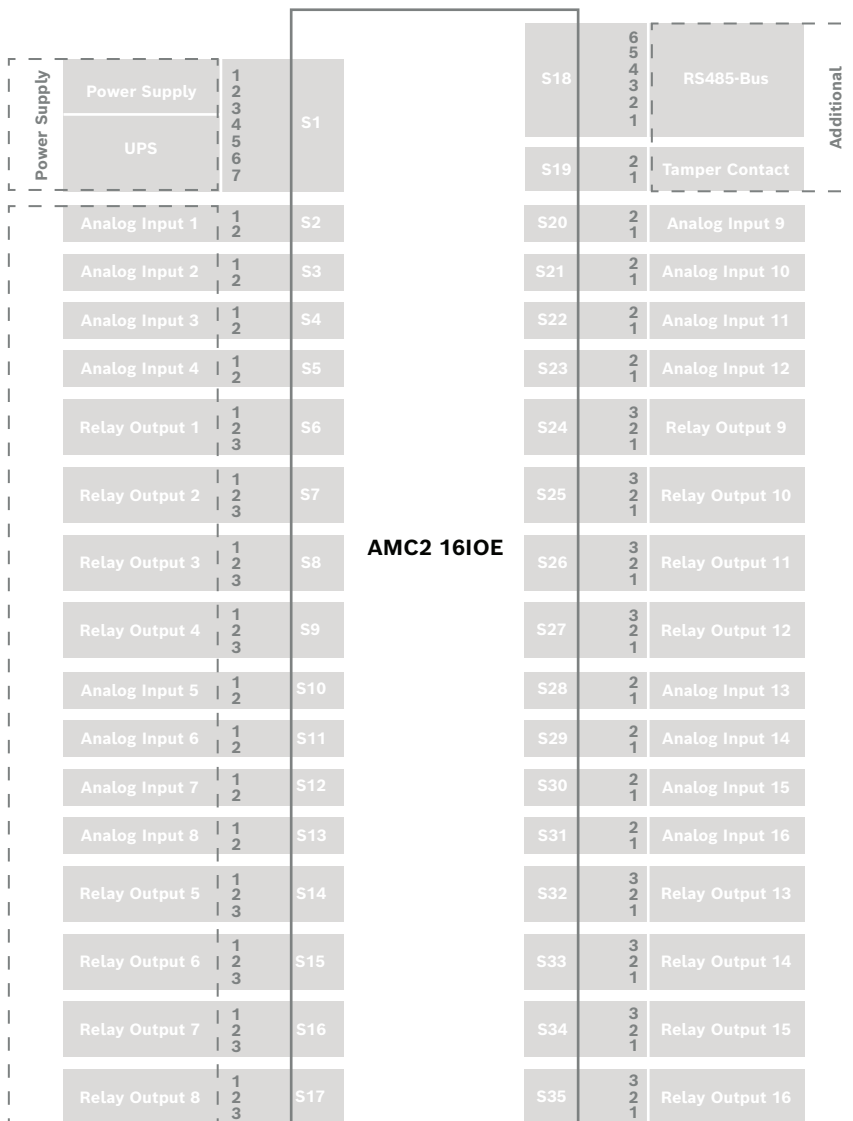 Power Supply
Power Supply
UPS
1
2
3
4
5
6
7
S1
Analog Input 1
1
2
S2
Analog Input 2
1
2
S3
Analog Input 3
1
2
S4
Analog Input 4
1
2
S5
Relay Output 1
1
2
3
S6
Relay Output 2
1
2
3
S7
Relay Output 3
1
2
3
S8
Relay Output 4
1
2
3
S9
Analog Input 5
1
2
S10
Analog Input 6
1
2
S11
Analog Input 7
1
2
S12
Analog Input 8
1
2
S13
Relay Output 5
1
2
3
S14
Relay Output 6
1
2
3
S15
Relay Output 7
1
2
3
S16
Relay Output 8
1
2
3
S17
AMC2 16IOE
S18
6
5
4
3
2
1
RS485-Bus
Additional
S19
2
1
Tamper Contact
S20
2
1
Analog Input 9
S21
2
1
Analog Input 10
S22
2
1
Analog Input 11
S23
2
1
Analog Input 12
S24
3
2
1
Relay Output 9
S25
3
2
1
Relay Output 10
S26
3
2
1
Relay Output 11
S27
3
2
1
Relay Output 12
S28
2
1
Analog Input 13
S29
2
1
Analog Input 14
S30
2
1
Analog Input 15
S31
2
1
Analog Input 16
S32
3
2
1
Relay Output 13
S33
3
2
1
Relay Output 14
S34
3
2
1
Relay Output 15
S35
3
2
1
Relay Output 16